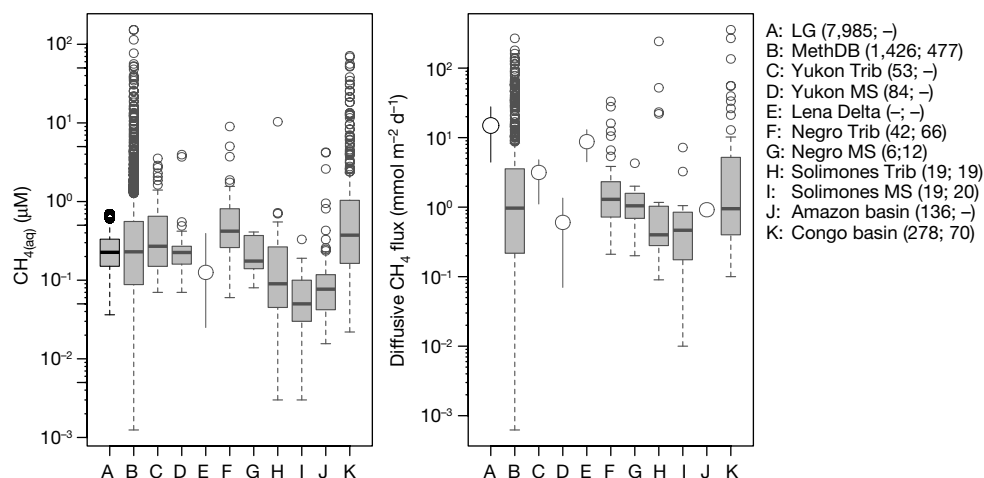 CH4(aq) (μM)
10²
10¹
10⁰
10⁻¹
10⁻²
10⁻³
A B C D E F G H I J K
Diffusive CH4 flux (mmol m⁻² d⁻¹)
10²
10¹
10⁰
10⁻¹
10⁻²
10⁻³
A B C D E F G H I J K
A: LG (7,985; –)
B: MethDB (1,426; 477)
C: Yukon Trib (53; –)
D: Yukon MS (84; –)
E: Lena Delta (–; –)
F: Negro Trib (42; 66)
G: Negro MS (6;12)
H: Solimones Trib (19; 19)
I: Solimones MS (19; 20)
J: Amazon basin (136; –)
K: Congo basin (278; 70)